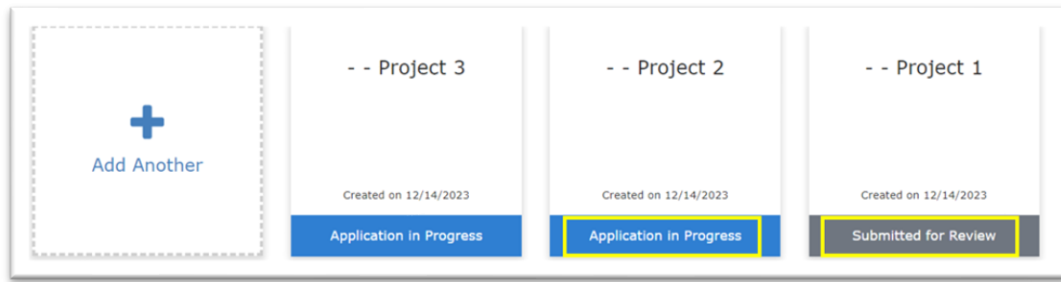 Add Another
- - Project 3
Created on 12/14/2023
Application in Progress
- - Project 2
Created on 12/14/2023
Application in Progress
- - Project 1
Created on 12/14/2023
Submitted for Review